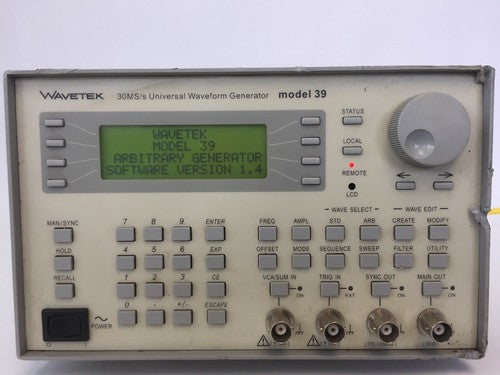 WAVETEK 30MS/s Universal Waveform Generator model 39
WAVETEK
MODEL 39
ARBITRARY GENERATOR
SOFTWARE VERSION 1.4
STATUS
LOCAL
REMOTE
LCD
WAVE SELECT
WAVE EDIT
MAN/SYNC
7 8 9 ENTER
FREQ AMPL STD ARB CREATE MODIFY
HOLD
4 5 6 EXP
OFFSET MODE SEQUENCE SWEEP FILTER UTILITY
RECALL
1 2 3 CE
VCA/SUM IN TRIG IN SYNC OUT MAIN OUT
ON EXT ON ON
0 . +/– ESCAPE
POWER
(TTL/CMOS) (50Ω)